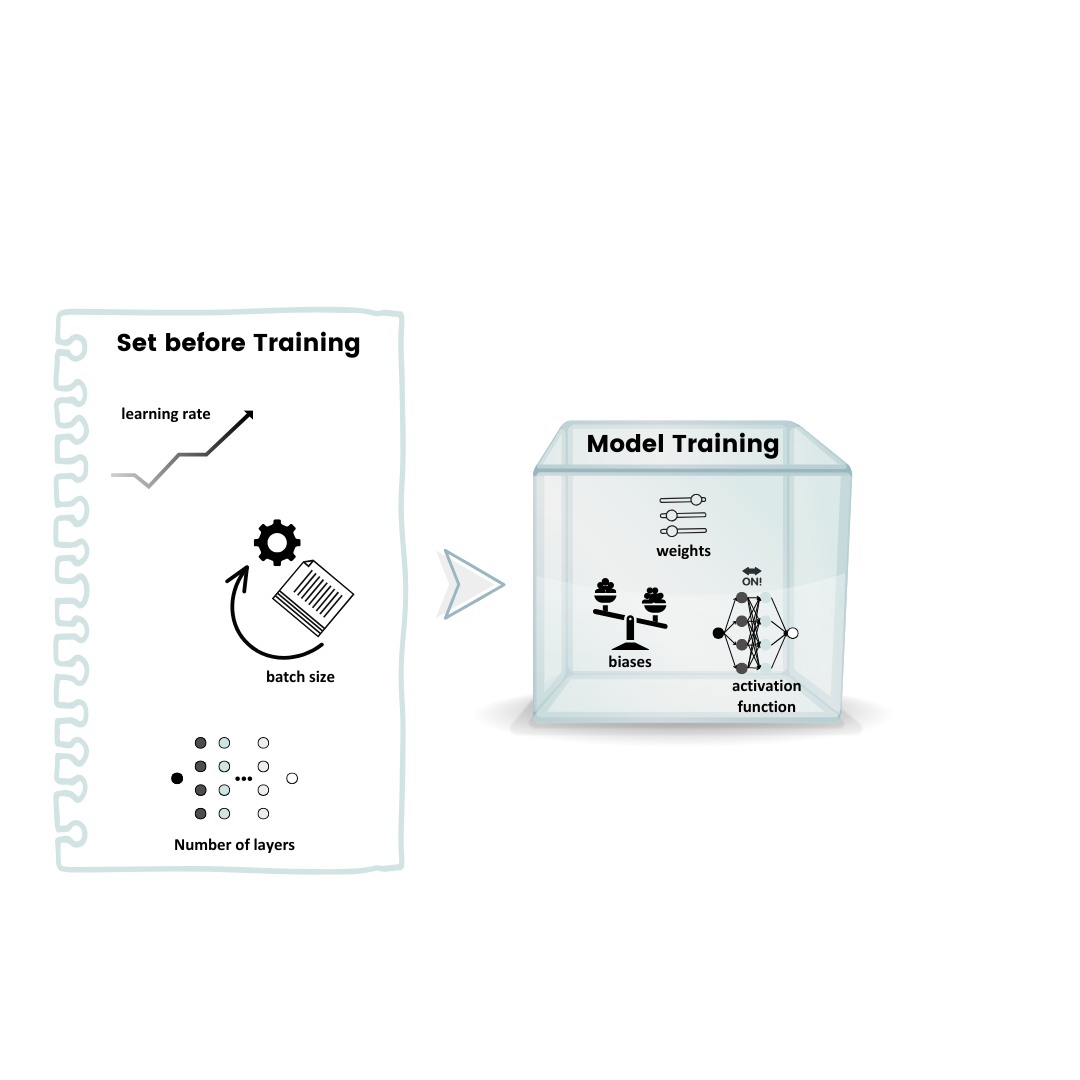 Set before Training
learning rate
batch size
Number of layers
Model Training
weights
ON!
biases
activation
function